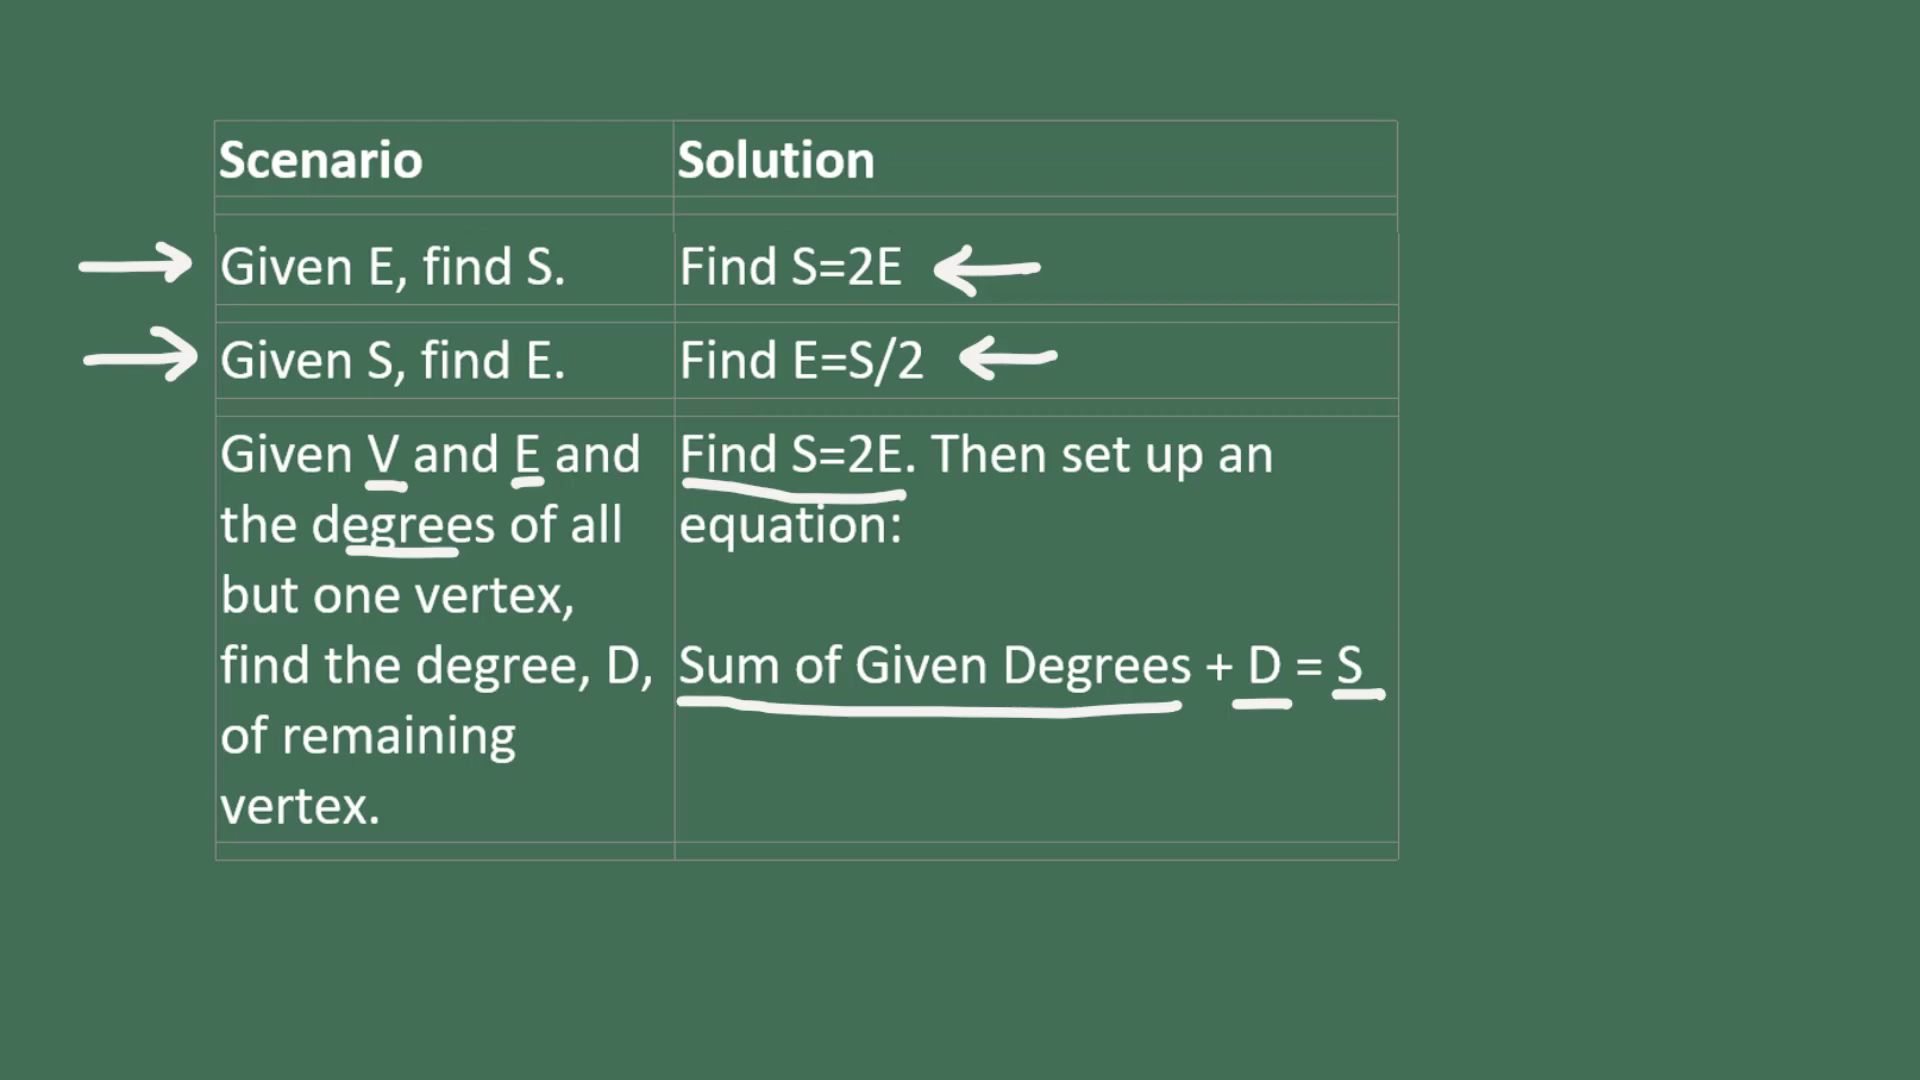 Scenario
Solution
Given E, find S.
Find S=2E
Given S, find E.
Find E=S/2
Given V and E and
the degrees of all
but one vertex,
find the degree, D,
of remaining
vertex.
Find S=2E. Then set up an
equation:
Sum of Given Degrees + D = S